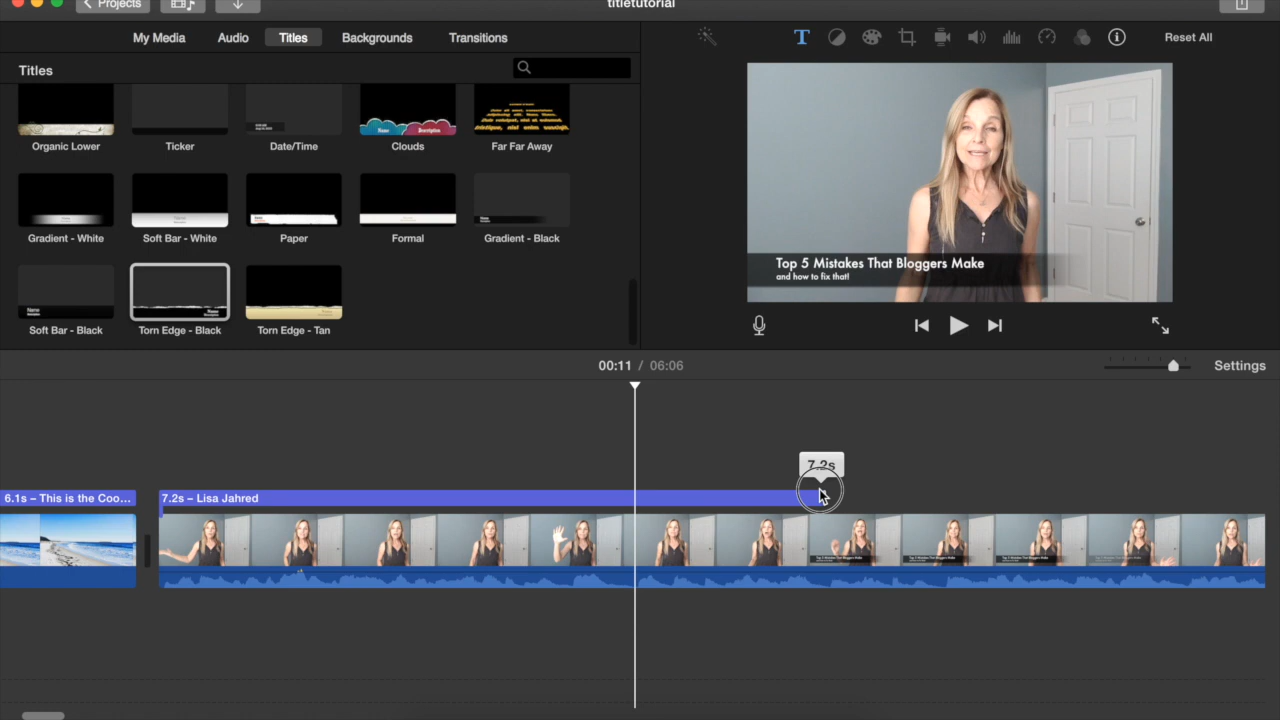 Projects
titletutorial
My Media Audio Titles Backgrounds Transitions
T
Reset All
Titles
Organic Lower Ticker Date/Time Clouds Far Far Away
Gradient - White Soft Bar - White Paper Formal Gradient - Black
Soft Bar - Black Torn Edge - Black Torn Edge - Tan
Top 5 Mistakes That Bloggers Make
and how to fix that!
00:11 / 06:06
Settings
7.2s
6.1s – This is the Coo...
7.2s – Lisa Jahred